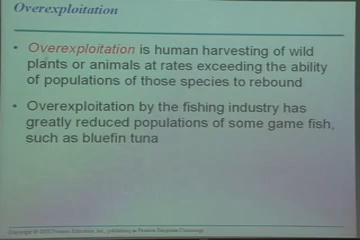 Overexploitation
• Overexploitation is human harvesting of wild
plants or animals at rates exceeding the ability
of populations of those species to rebound
• Overexploitation by the fishing industry has
greatly reduced populations of some game fish,
such as bluefin tuna
Copyright © 2005 Pearson Education, Inc., publishing as Pearson Benjamin Cummings